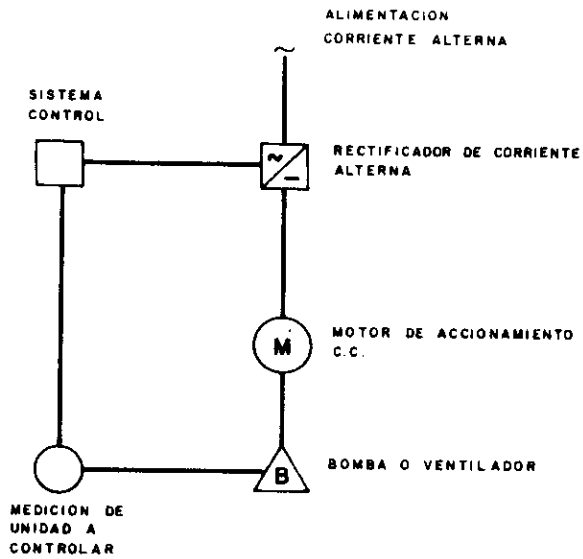 ALIMENTACION
CORRIENTE ALTERNA
~
SISTEMA
CONTROL
~
–
RECTIFICADOR DE CORRIENTE
ALTERNA
M
MOTOR DE ACCIONAMIENTO
C.C.
B
BOMBA O VENTILADOR
MEDICION DE
UNIDAD A
CONTROLAR